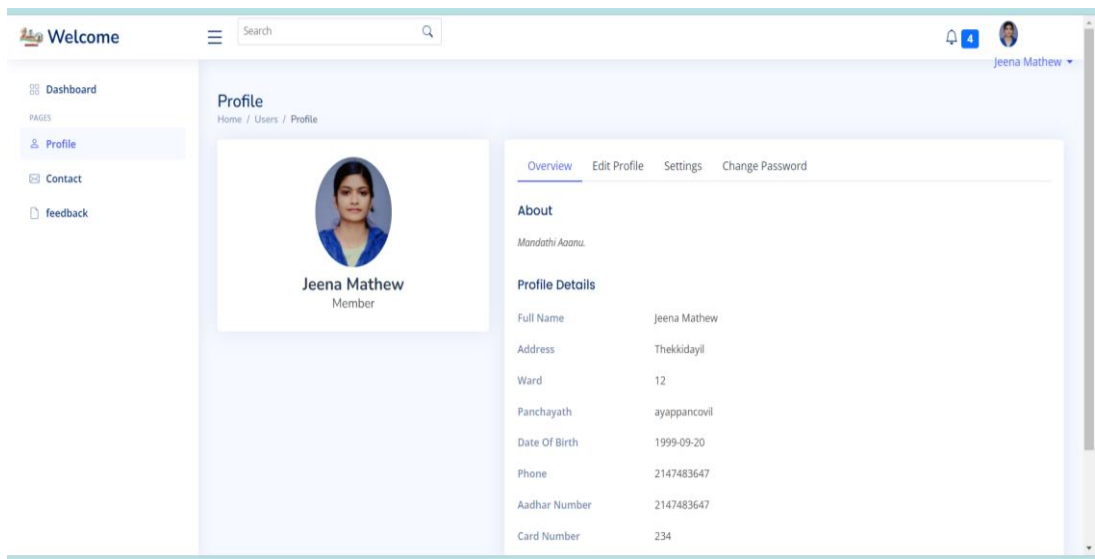 Welcome
Search
4
Jeena Mathew
Dashboard
PAGES
Profile
Contact
feedback
Profile
Home / Users / Profile
Jeena Mathew
Member
Overview Edit Profile Settings Change Password
About
Mandathi Aaanu.
Profile Details
Full Name Jeena Mathew
Address Thekkidayil
Ward 12
Panchayath ayappancovil
Date Of Birth 1999-09-20
Phone 2147483647
Aadhar Number 2147483647
Card Number 234